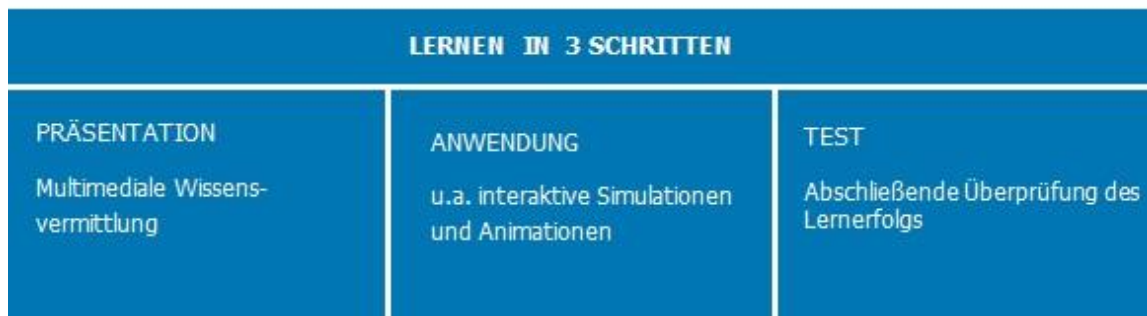 LERNEN IN 3 SCHRITTEN
PRÄSENTATION
Multimediale Wissens-
vermittlung
ANWENDUNG
u.a. interaktive Simulationen
und Animationen
TEST
Abschließende Überprüfung des
Lernerfolgs